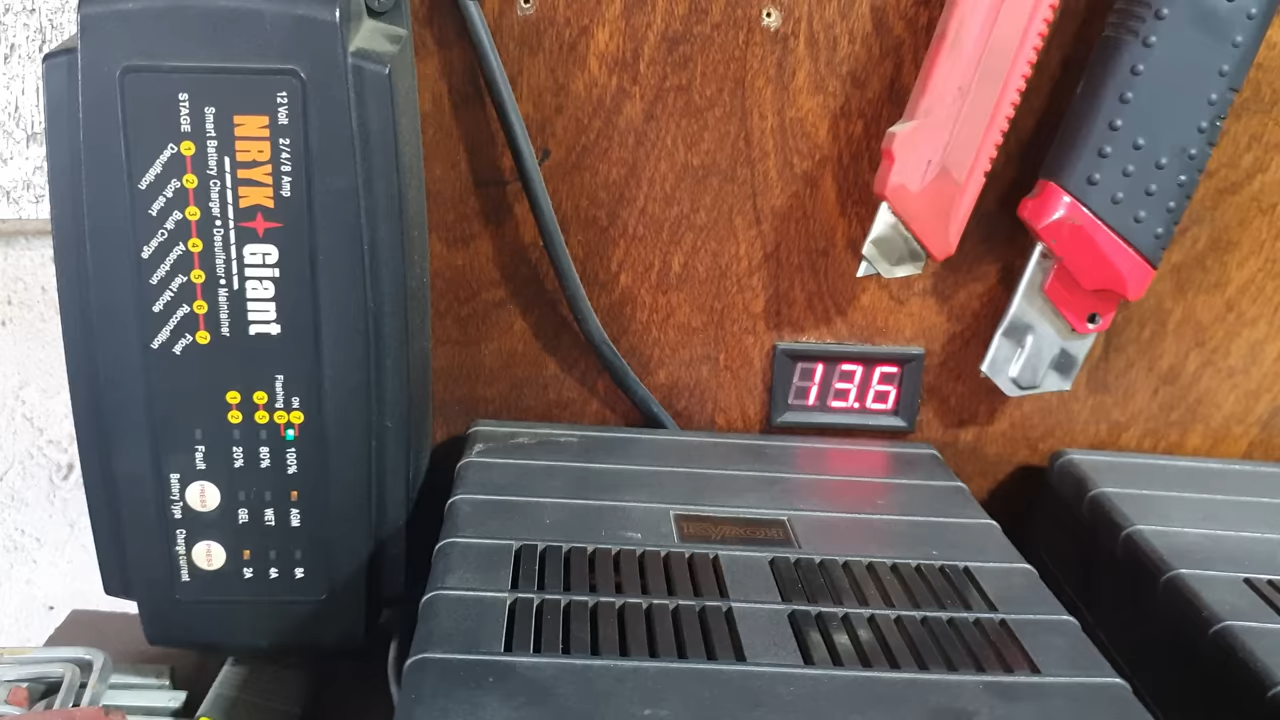 12 Volt 2/4/8 Amp
NRYK Giant
Smart Battery Charger • Desulfator • Maintainer
STAGE 1 2 3 4 5 6 7
Desulfation
Soft start
Bulk Charge
Absorbtion
Test Mode
Recondition
Float
ON 7
Flashing 6
3 5
1 2
100%
80%
20%
Fault
AGM
WET
GEL
PRESS
Battery Type
8A
4A
2A
PRESS
Charge current
13.6